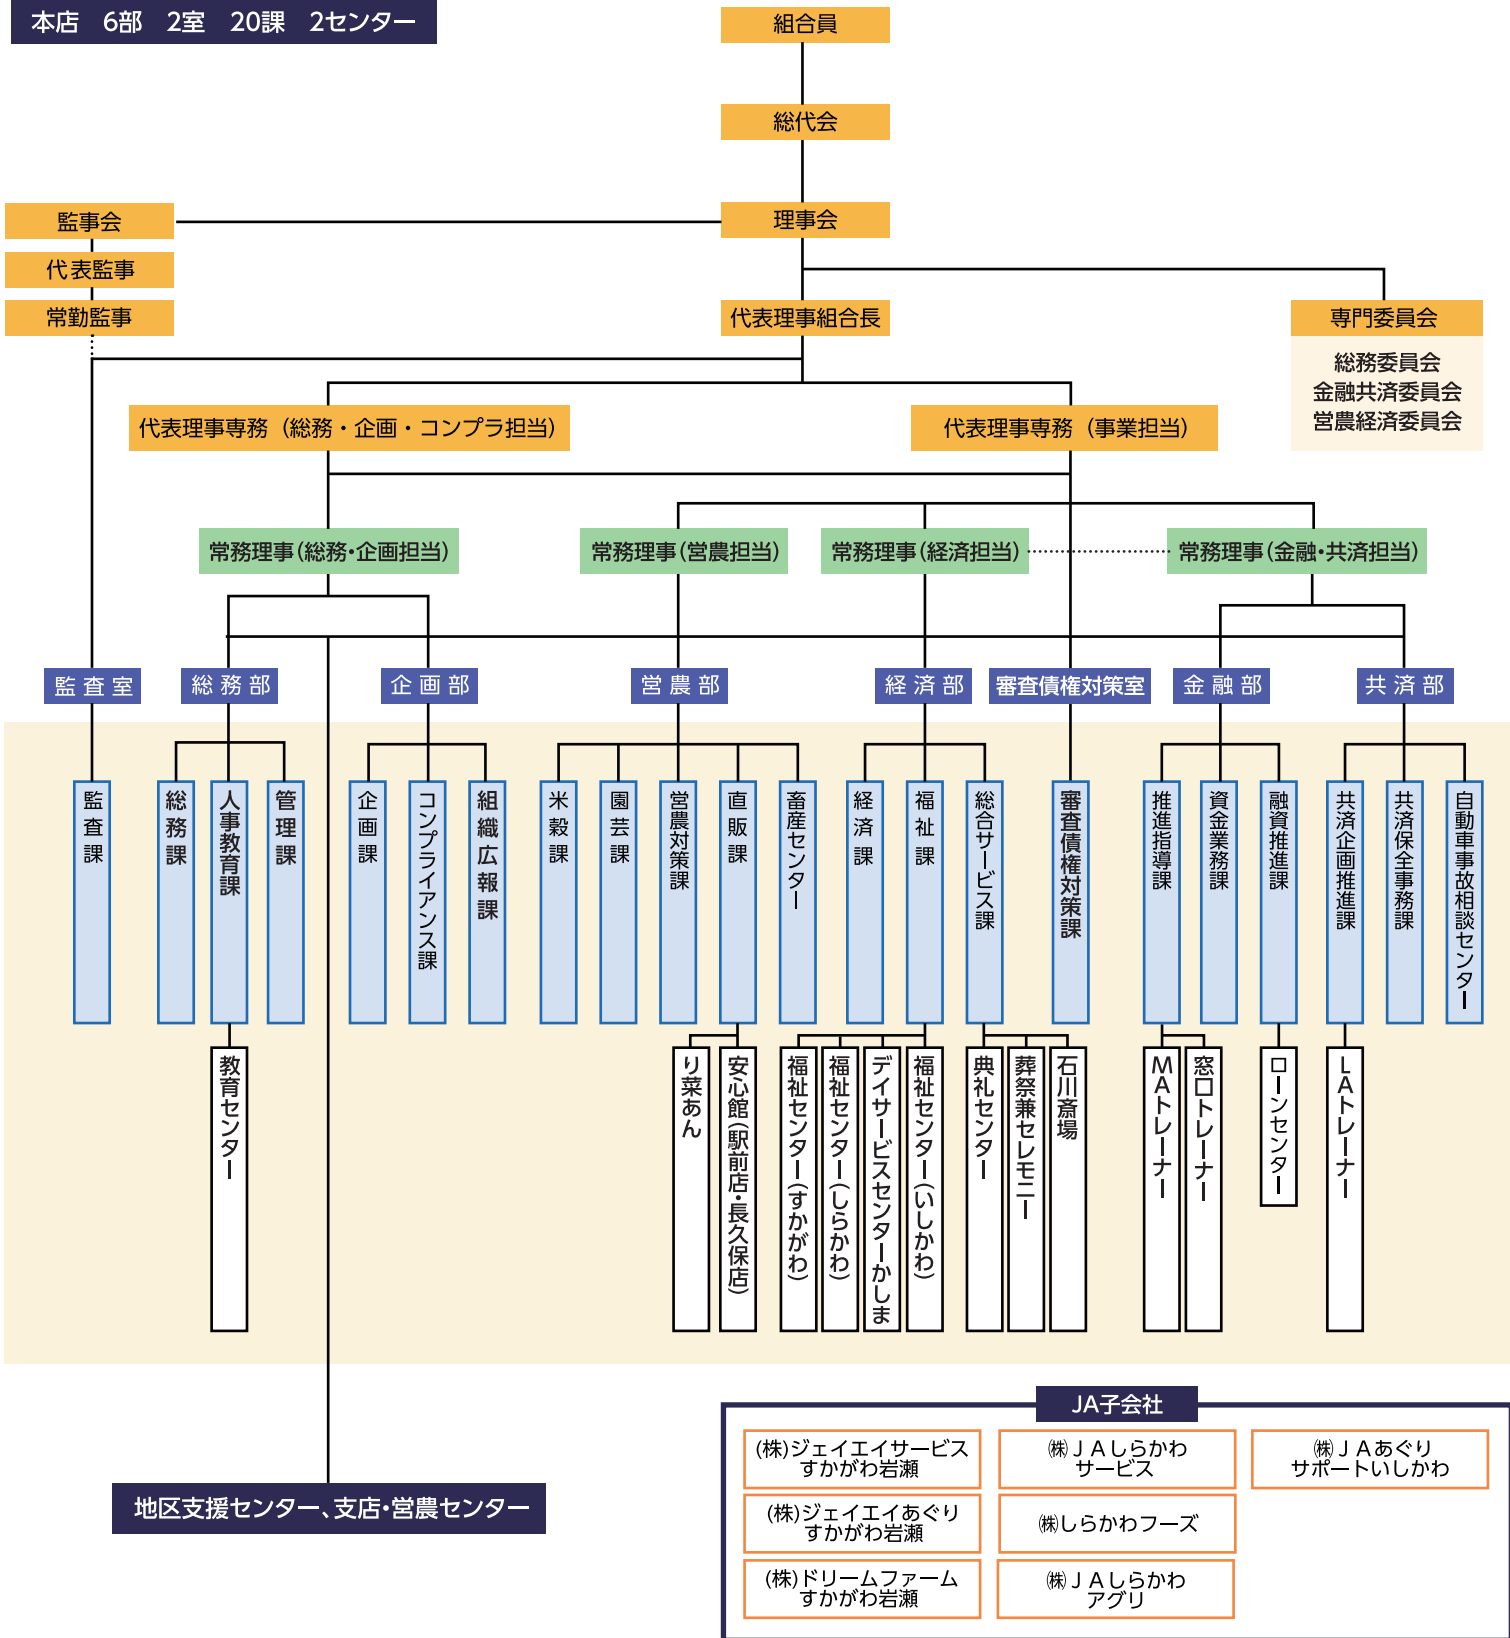 本店　6部　2室　20課　2センター
組合員
総代会
監事会
理事会
代表監事
常勤監事
代表理事組合長
専門委員会
総務委員会
金融共済委員会
営農経済委員会
代表理事専務（総務・企画・コンプラ担当）
代表理事専務（事業担当）
常務理事（総務・企画担当）
常務理事（営農担当）
常務理事（経済担当）
常務理事（金融・共済担当）
監査室
総務部
企画部
営農部
経済部
審査債権対策室
金融部
共済部
監査課
総務課
人事教育課
管理課
企画課
コンプライアンス課
組織広報課
米穀課
園芸課
営農対策課
直販課
畜産センター
経済課
福祉課
総合サービス課
審査債権対策課
推進指導課
資金業務課
融資推進課
共済企画推進課
共済保全事務課
自動車事故相談センター
教育センター
り菜あん
安心館（駅前店・長久保店）
福祉センター（すかがわ）
福祉センター（しらかわ）
デイサービスセンターかしま
福祉センター（いしかわ）
典礼センター
葬祭兼セレモニー
石川斎場
MAトレーナー
窓口トレーナー
ローンセンター
LAトレーナー
地区支援センター、支店・営農センター
JA子会社
(株)ジェイエイサービス
すかがわ岩瀬
㈱ＪＡしらかわ
サービス
㈱ＪＡあぐり
サポートいしかわ
(株)ジェイエイあぐり
すかがわ岩瀬
㈱しらかわフーズ
(株)ドリームファーム
すかがわ岩瀬
㈱ＪＡしらかわ
アグリ